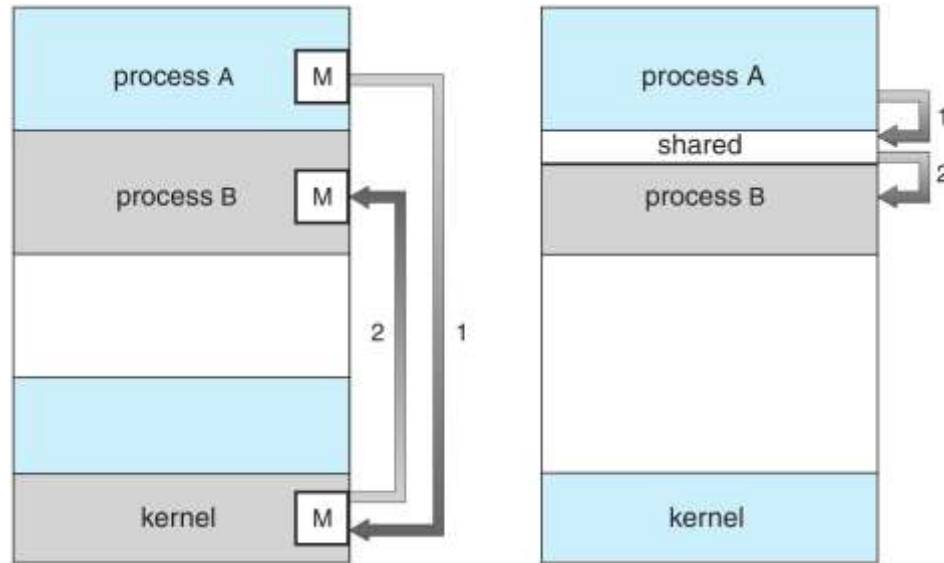 process A
M
process B
M
2
1
kernel
M
process A
1
shared
2
process B
kernel